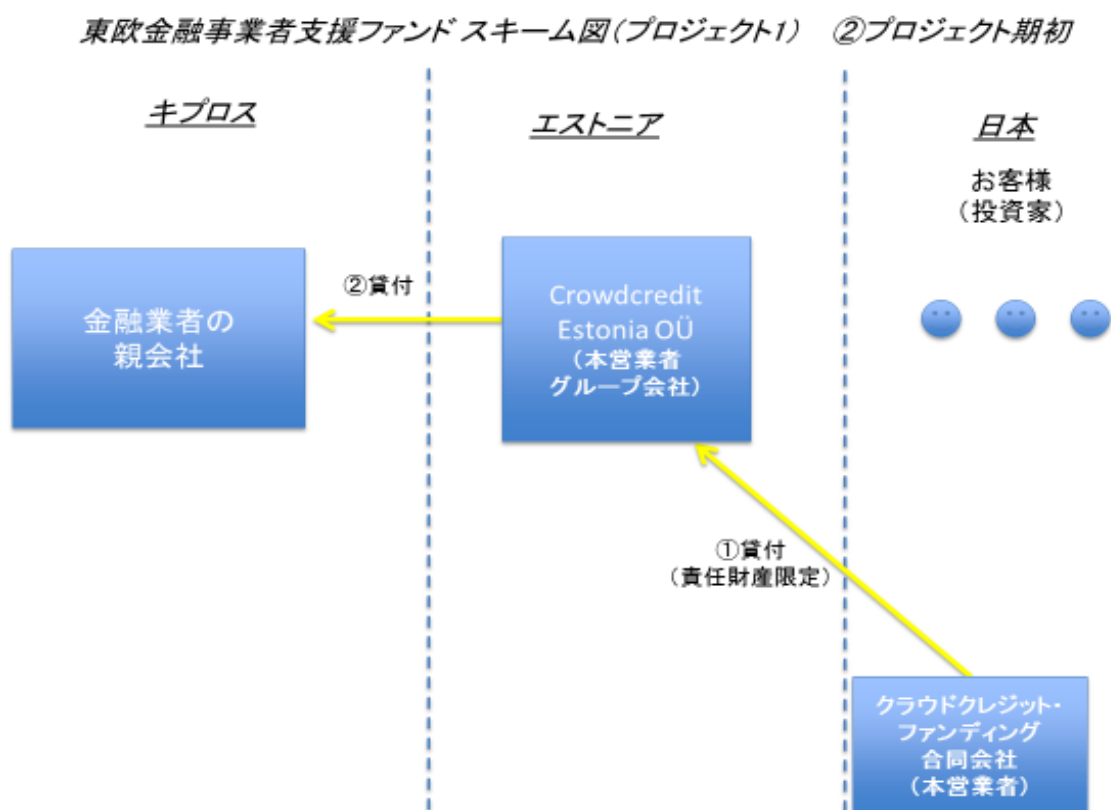 東欧金融事業者支援ファンド スキーム図(プロジェクト1) ②プロジェクト期初
キプロス
エストニア
日本
お客様
(投資家)
金融業者の
親会社
②貸付
Crowdcredit
Estonia OÜ
(本営業者
グループ会社)
①貸付
(責任財産限定)
クラウドクレジット・
ファンディング
合同会社
(本営業者)